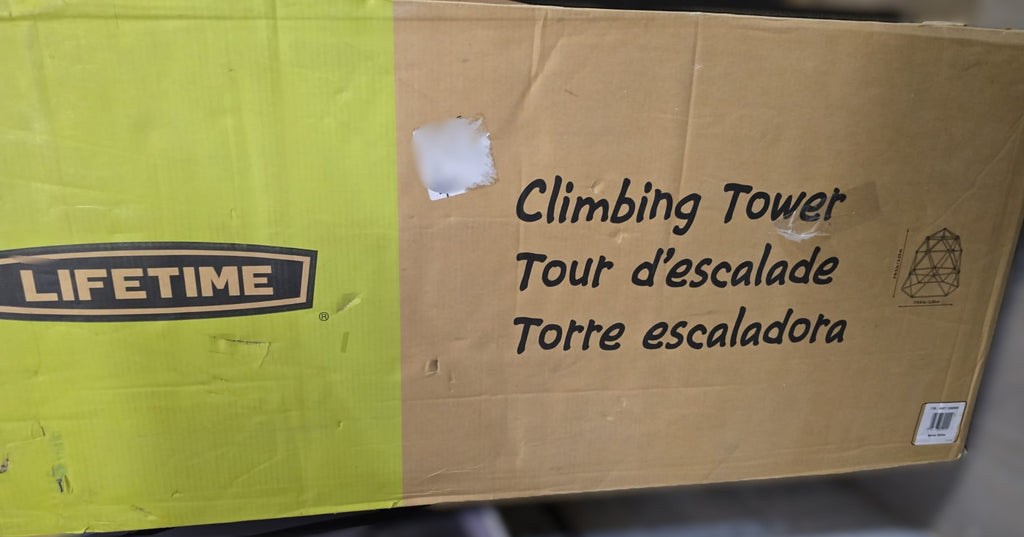 LIFETIME
®
Climbing Tower
Tour d'escalade
Torre escaladora